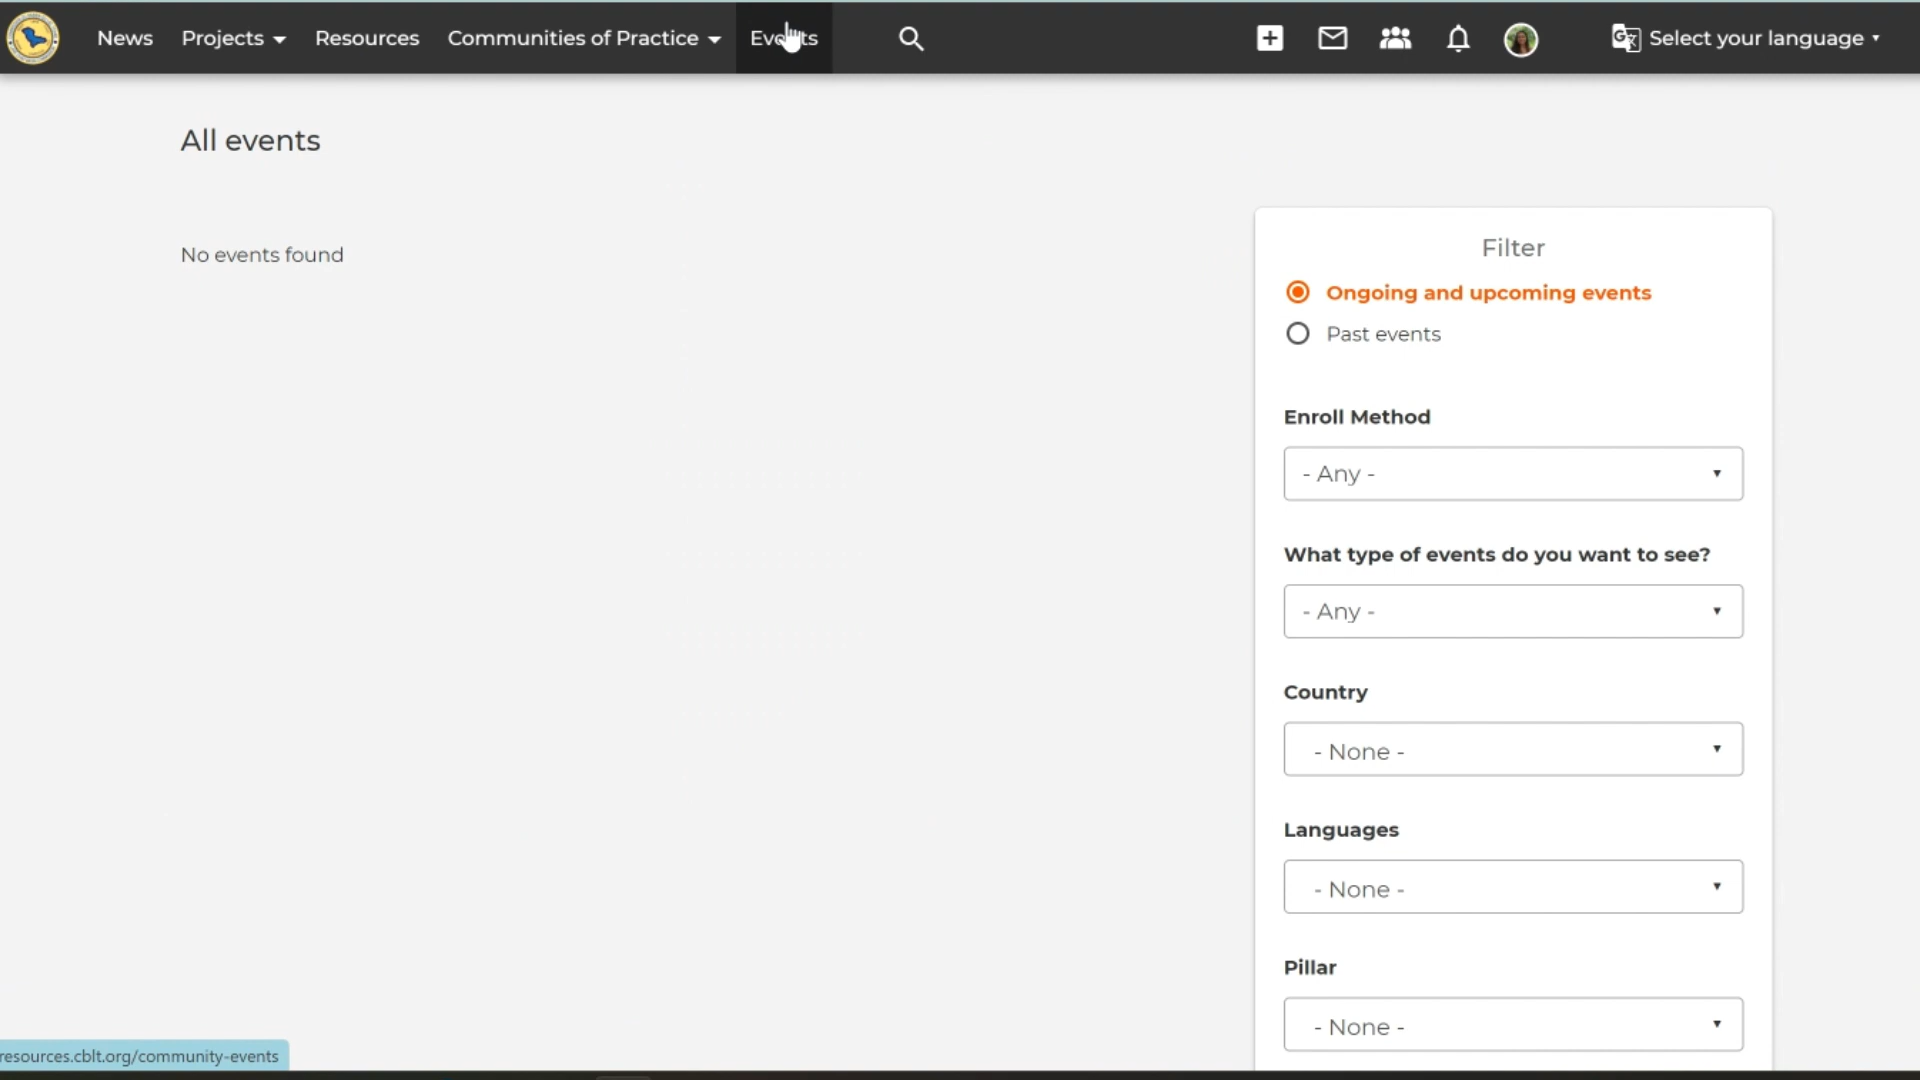 News Projects Resources Communities of Practice Events Select your language
All events
No events found
Filter
Ongoing and upcoming events
Past events
Enroll Method
- Any -
What type of events do you want to see?
- Any -
Country
- None -
Languages
- None -
Pillar
- None -
resources.cblt.org/community-events